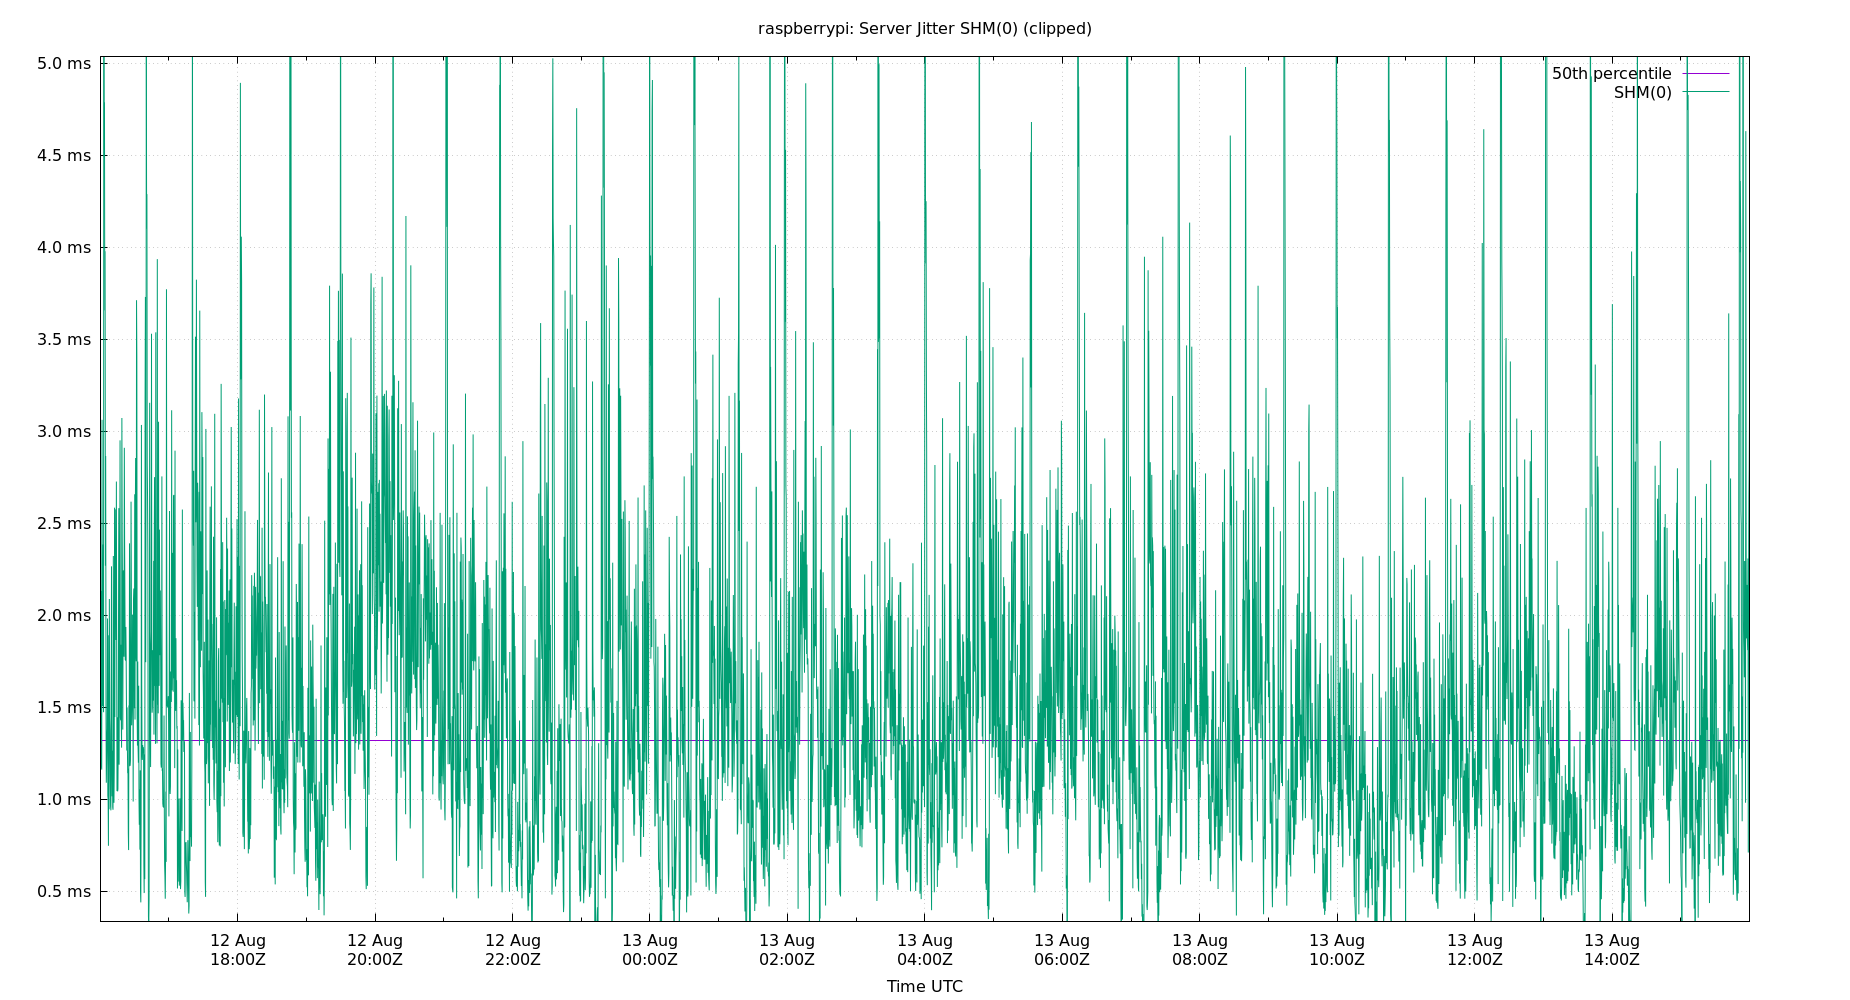 raspberrypi: Server Jitter SHM(0) (clipped)
5.0 ms
4.5 ms
4.0 ms
3.5 ms
3.0 ms
2.5 ms
2.0 ms
1.5 ms
1.0 ms
0.5 ms
50th percentile
SHM(0)
12 Aug 12 Aug 12 Aug 13 Aug 13 Aug 13 Aug 13 Aug 13 Aug 13 Aug 13 Aug 13 Aug
18:00Z 20:00Z 22:00Z 00:00Z 02:00Z 04:00Z 06:00Z 08:00Z 10:00Z 12:00Z 14:00Z
Time UTC